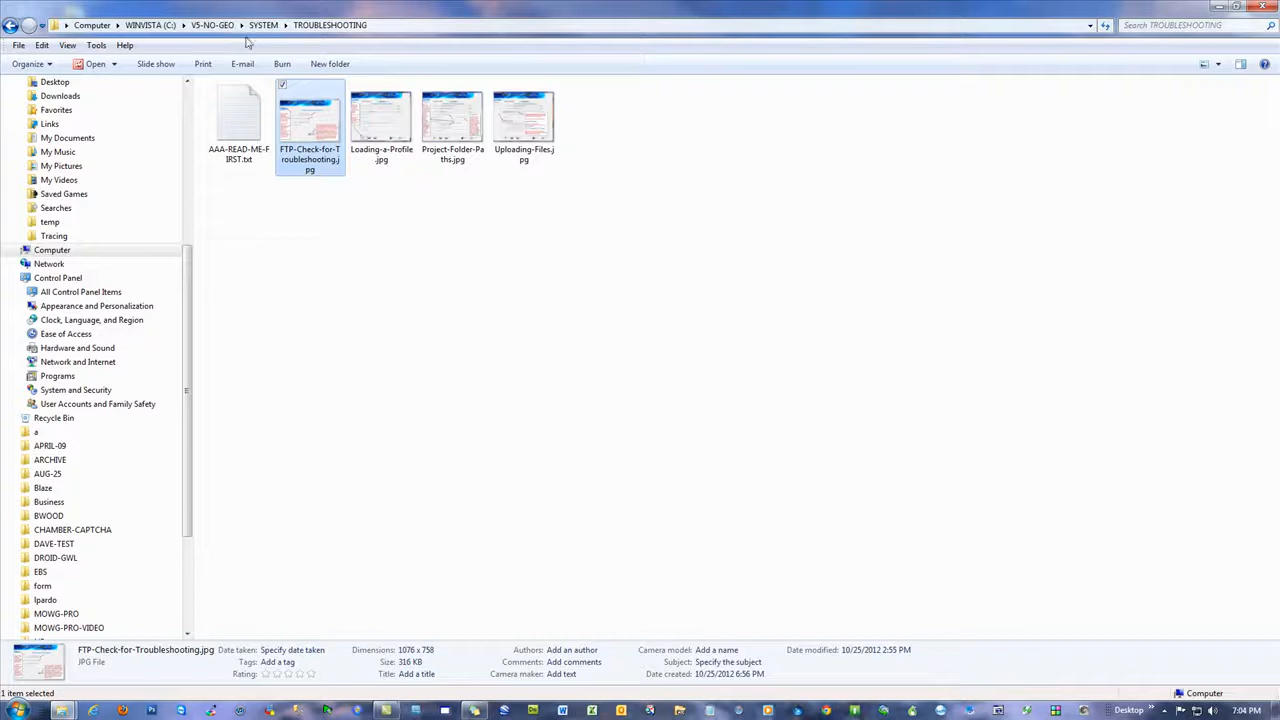 Computer ▸ WINVISTA (C:) ▸ V5-NO-GEO ▸ SYSTEM ▸ TROUBLESHOOTING
Search TROUBLESHOOTING
File Edit View Tools Help
Organize Open Slide show Print E-mail Burn New folder
Desktop
Downloads
Favorites
Links
My Documents
My Music
My Pictures
My Videos
Saved Games
Searches
temp
Tracing
Computer
Network
Control Panel
All Control Panel Items
Appearance and Personalization
Clock, Language, and Region
Ease of Access
Hardware and Sound
Network and Internet
Programs
System and Security
User Accounts and Family Safety
Recycle Bin
a
APRIL-09
ARCHIVE
AUG-25
Blaze
Business
BWOOD
CHAMBER-CAPTCHA
DAVE-TEST
DROID-GWL
EBS
form
lpardo
MOWG-PRO
MOWG-PRO-VIDEO
AAA-READ-ME-F
IRST.txt
FTP-Check-for-T
roubleshooting.j
pg
Loading-a-Profile
.jpg
Project-Folder-Pa
ths.jpg
Uploading-Files.j
pg
FTP-Check-for-Troubleshooting.jpg
JPG File
Date taken: Specify date taken
Tags: Add a tag
Rating:
Dimensions: 1076 x 758
Size: 316 KB
Title: Add a title
Authors: Add an author
Comments: Add comments
Camera maker: Add text
Camera model: Add a name
Subject: Specify the subject
Date created: 10/25/2012 6:56 PM
Date modified: 10/25/2012 2:55 PM
1 item selected
Computer
Desktop
7:04 PM